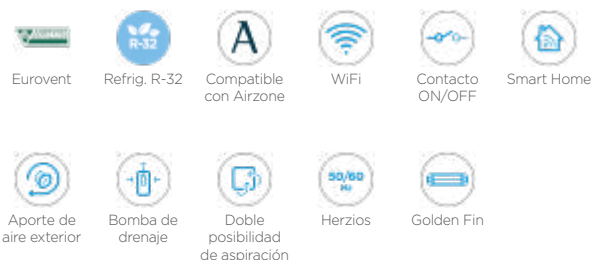 R-32
A
50/60
Hz
Eurovent
Refrig. R-32
Compatible
con Airzone
WiFi
Contacto
ON/OFF
Smart Home
Aporte de
aire exterior
Bomba de
drenaje
Doble
posibilidad
de aspiración
Herzios
Golden Fin